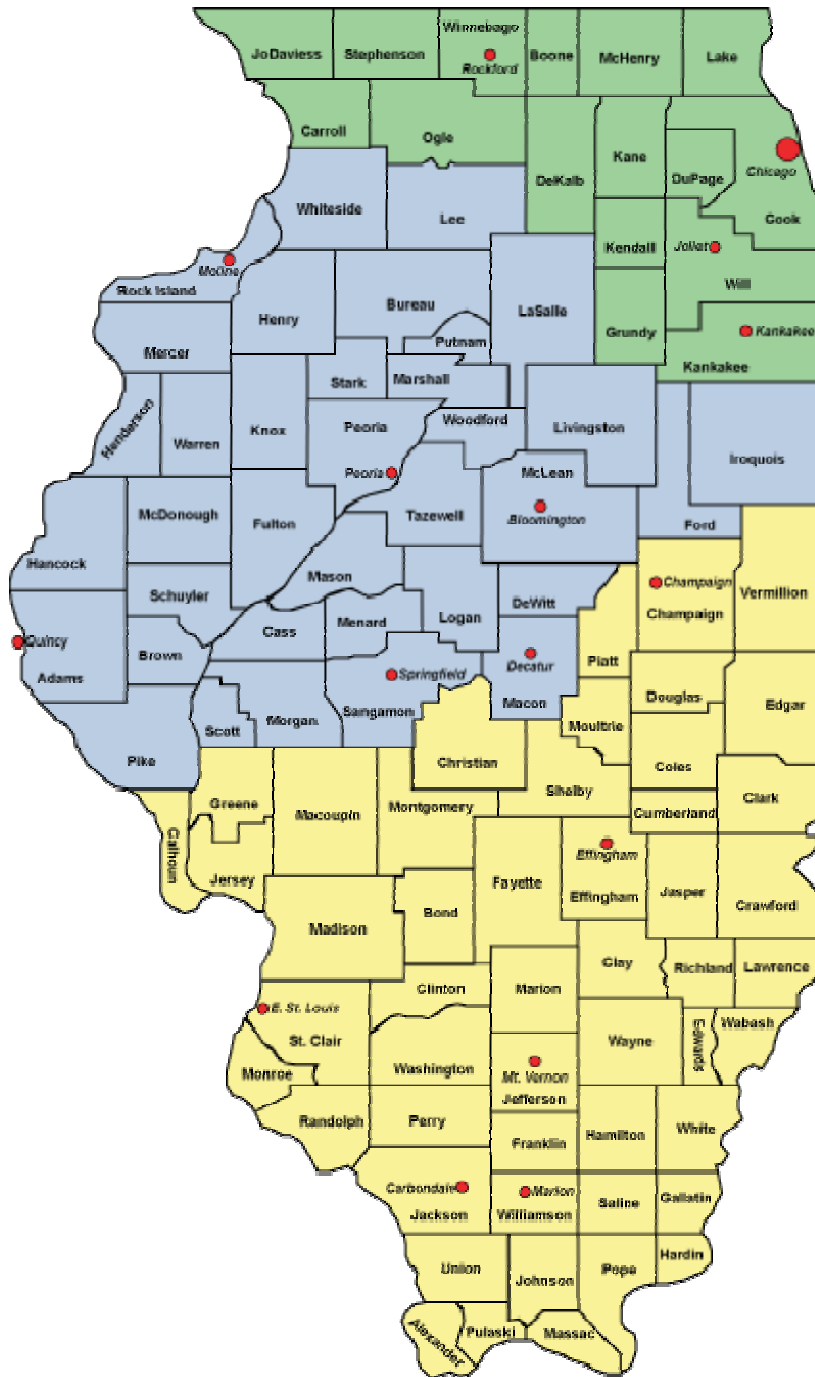 Winnebago
Jo Daviess
Stephenson
Boone
McHenry
Lake
Rockford
Carroll
Ogle
Kane
DeKalb
DuPage
Chicago
Whiteside
Lee
Cook
Kendall
Joliet
Moline
Rock Island
Will
Henry
Bureau
LaSalle
Grundy
Kankakee
Putnam
Mercer
Kankakee
Stark
Marshall
Henderson
Warren
Knox
Peoria
Woodford
Livingston
Iroquois
Peoria
McLean
McDonough
Fulton
Tazewell
Bloomington
Ford
Hancock
Mason
Champaign
Schuyler
DeWitt
Vermillion
Cass
Menard
Logan
Champaign
Quincy
Brown
Adams
Springfield
Decatur
Piatt
Sangamon
Macon
Douglas
Edgar
Scott
Morgan
Moultrie
Pike
Christian
Coles
Greene
Macoupin
Montgomery
Shelby
Cumberland
Clark
Calhoun
Jersey
Effingham
Fayette
Effingham
Jasper
Crawford
Madison
Bond
Clay
Richland
Lawrence
Clinton
Marion
E. St. Louis
St. Clair
Wayne
Edwards
Wabash
Monroe
Washington
Mt. Vernon
Jefferson
Randolph
Perry
Franklin
Hamilton
White
Carbondale
Jackson
Marion
Williamson
Saline
Gallatin
Hardin
Union
Johnson
Pope
Alexander
Pulaski
Massac